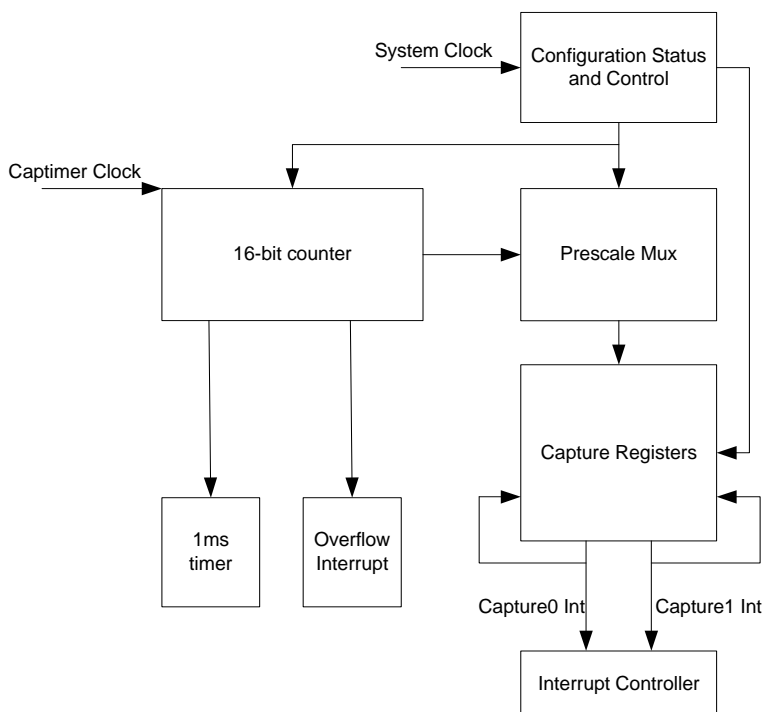 System Clock
Configuration Status
and Control
Captimer Clock
16-bit counter
Prescale Mux
Capture Registers
1ms
timer
Overflow
Interrupt
Capture0 Int
Capture1 Int
Interrupt Controller